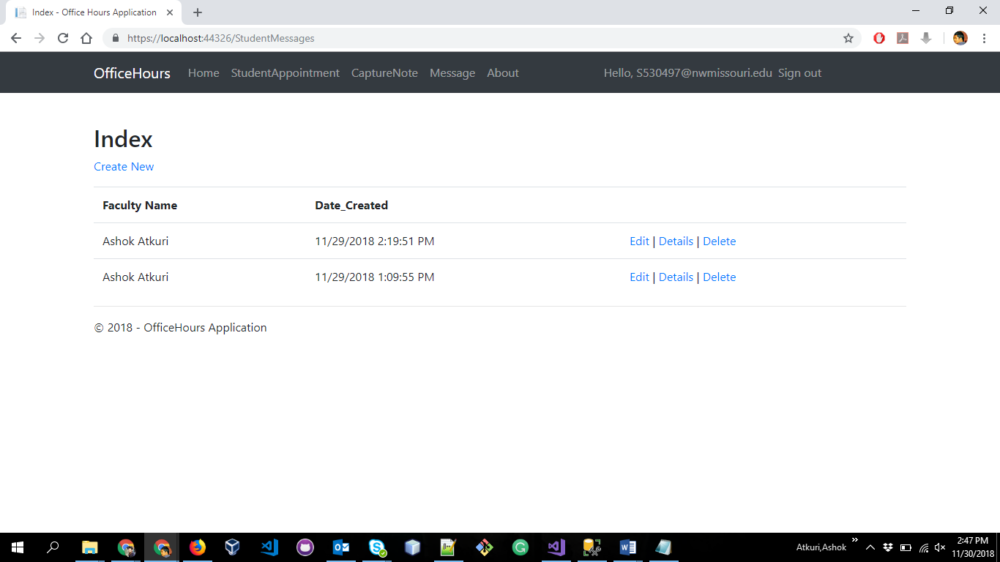 Index - Office Hours Application
https://localhost:44326/StudentMessages
OfficeHours Home StudentAppointment CaptureNote Message About Hello, S530497@nwmissouri.edu Sign out
Index
Create New
Faculty Name Date_Created
Ashok Atkuri 11/29/2018 2:19:51 PM Edit | Details | Delete
Ashok Atkuri 11/29/2018 1:09:55 PM Edit | Details | Delete
© 2018 - OfficeHours Application
Atkuri,Ashok
2:47 PM
11/30/2018